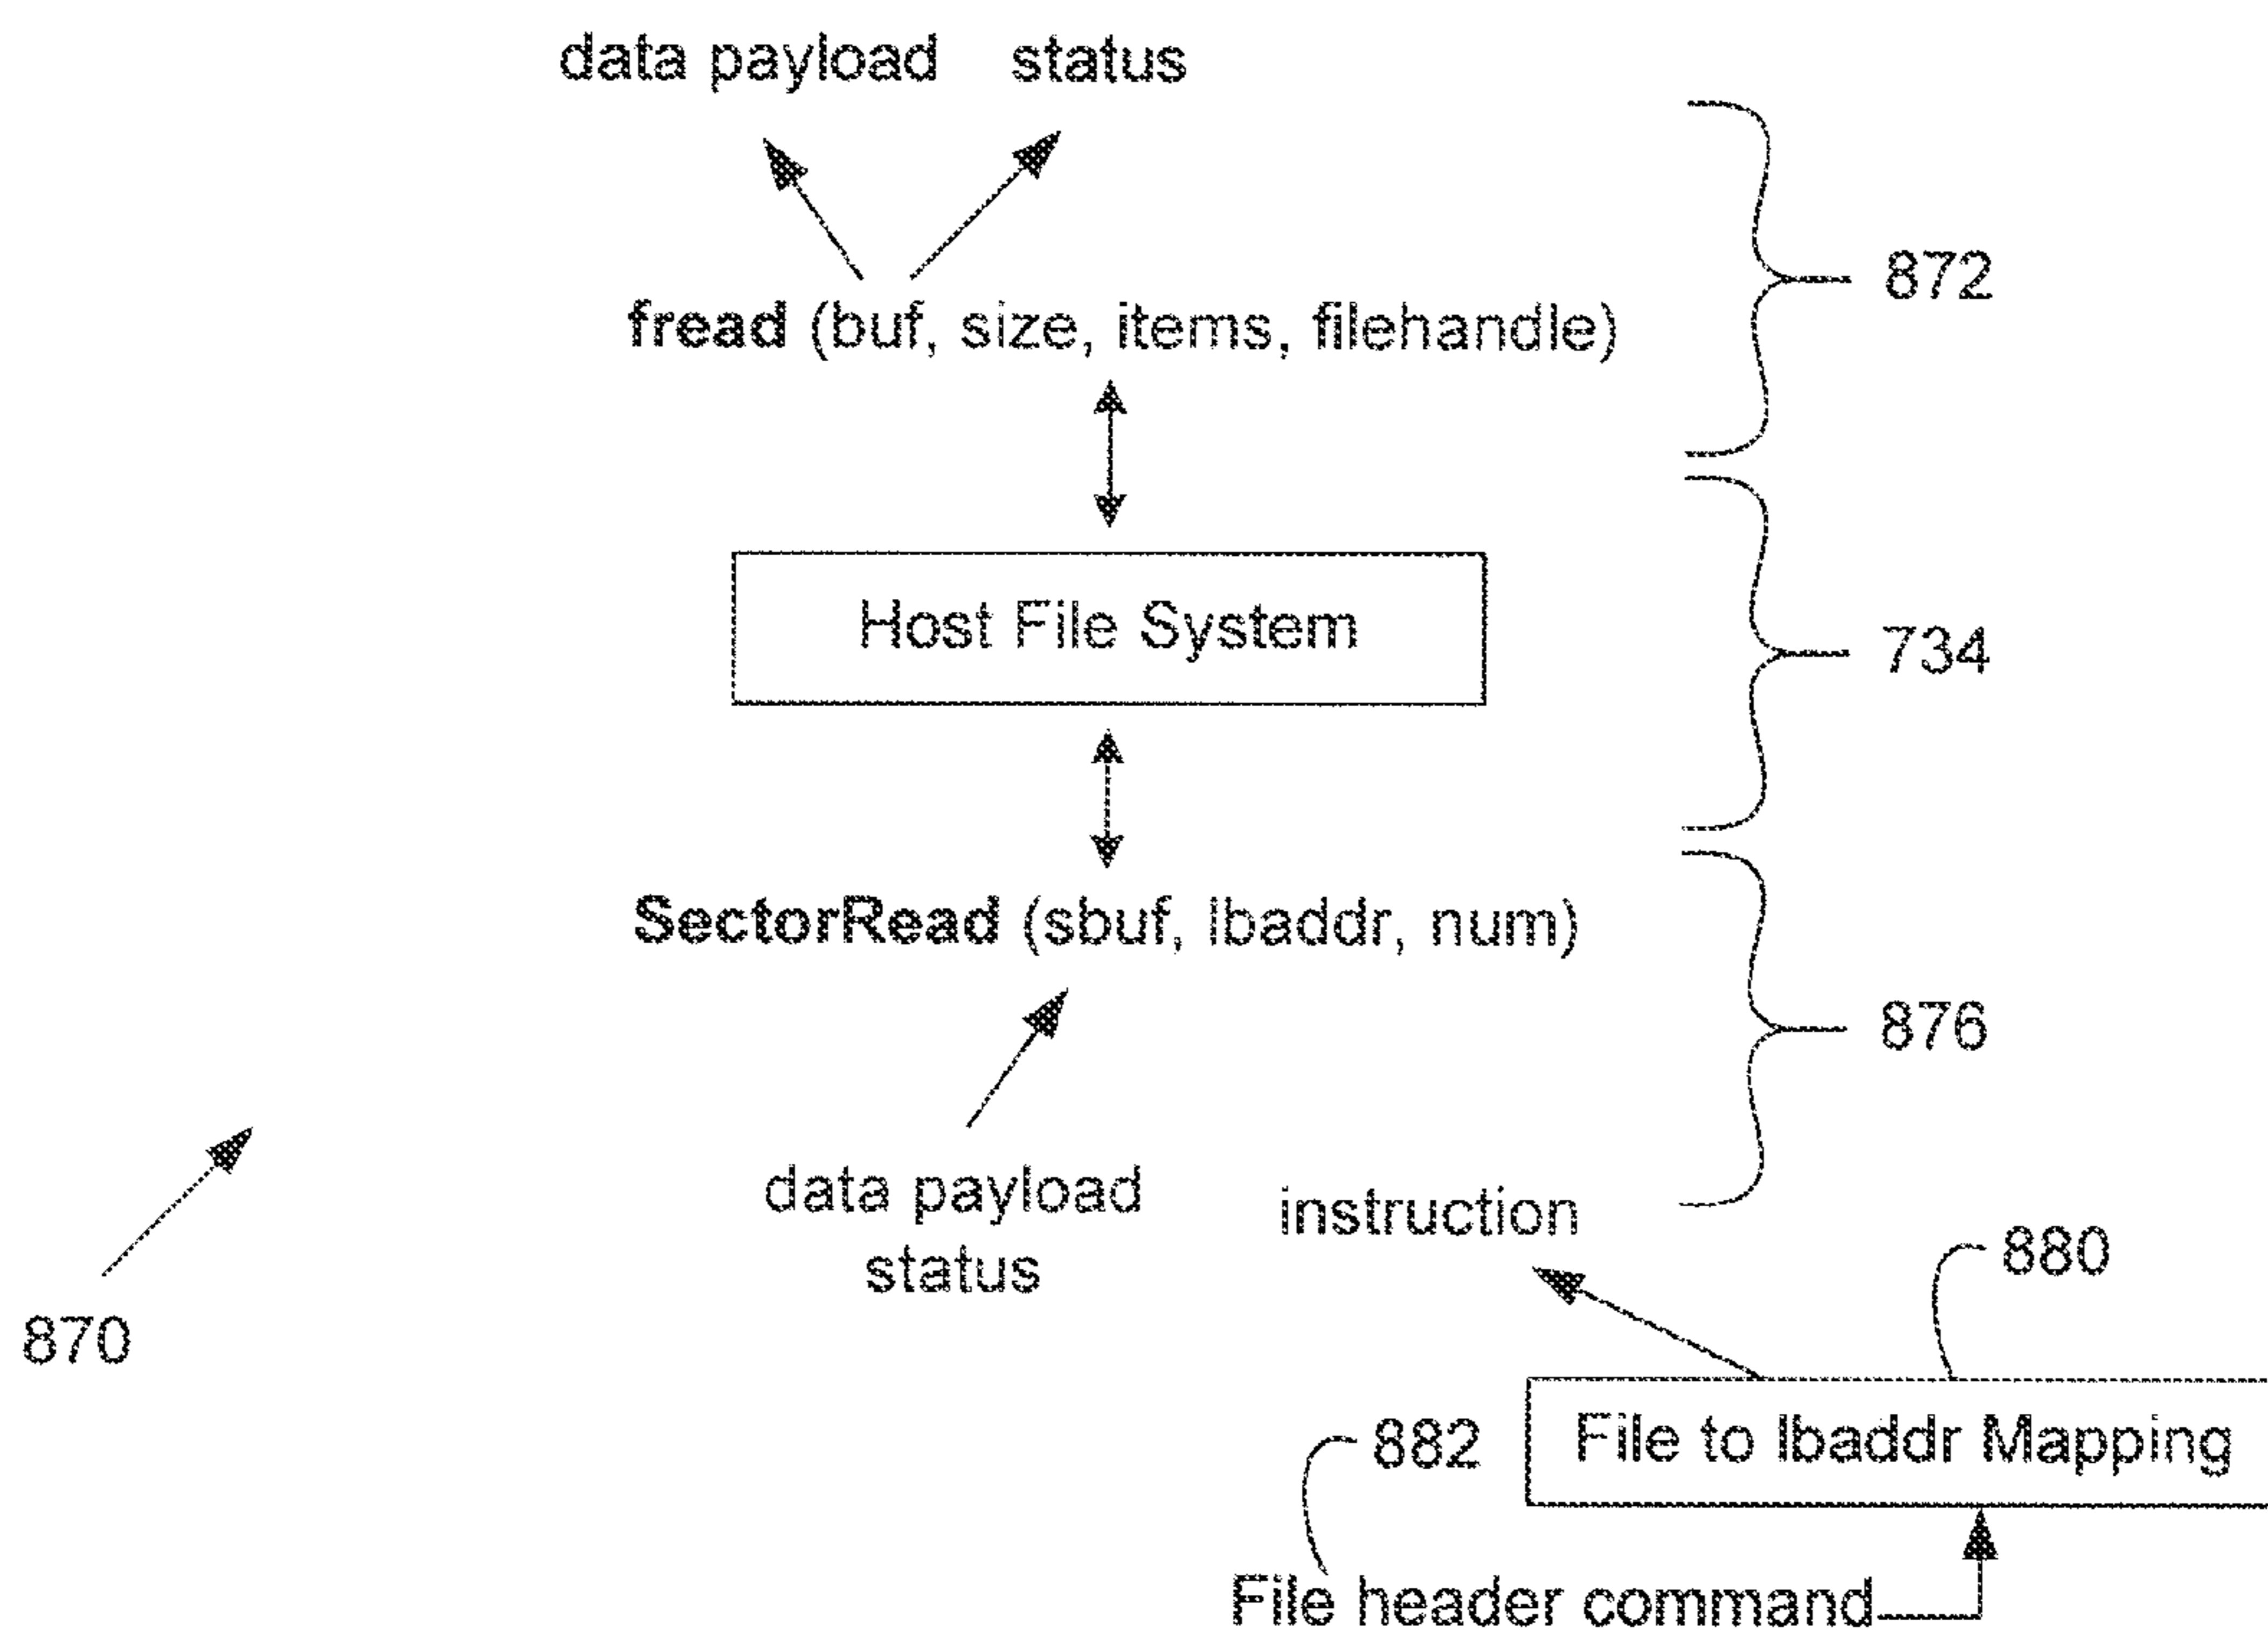 data payload status
872
fread (buf, size, items, filehandle)
Host File System
734
SectorRead (sbuf, lbaddr, num)
876
data payload
status
instruction
880
870
882
File to lbaddr Mapping
File header command